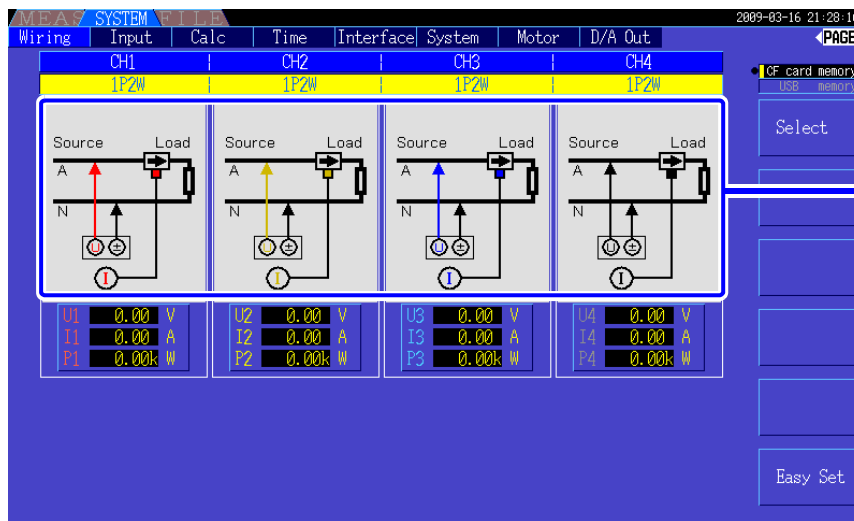 MEAS SYSTEM FILE 2009-03-16 21:28:1
Wiring Input Calc Time Interface System Motor D/A Out PAGE
CH1 CH2 CH3 CH4
CF card memory
1P2W 1P2W 1P2W 1P2W
USB memory
Select
Source Load Source Load Source Load Source Load
A A A A
N N N N
U ± U ± U ± U ±
I I I I
U1 0.00 V U2 0.00 V U3 0.00 V U4 0.00 V
I1 0.00 A I2 0.00 A I3 0.00 A I4 0.00 A
P1 0.00k W P2 0.00k W P3 0.00k W P4 0.00k W
Easy Set